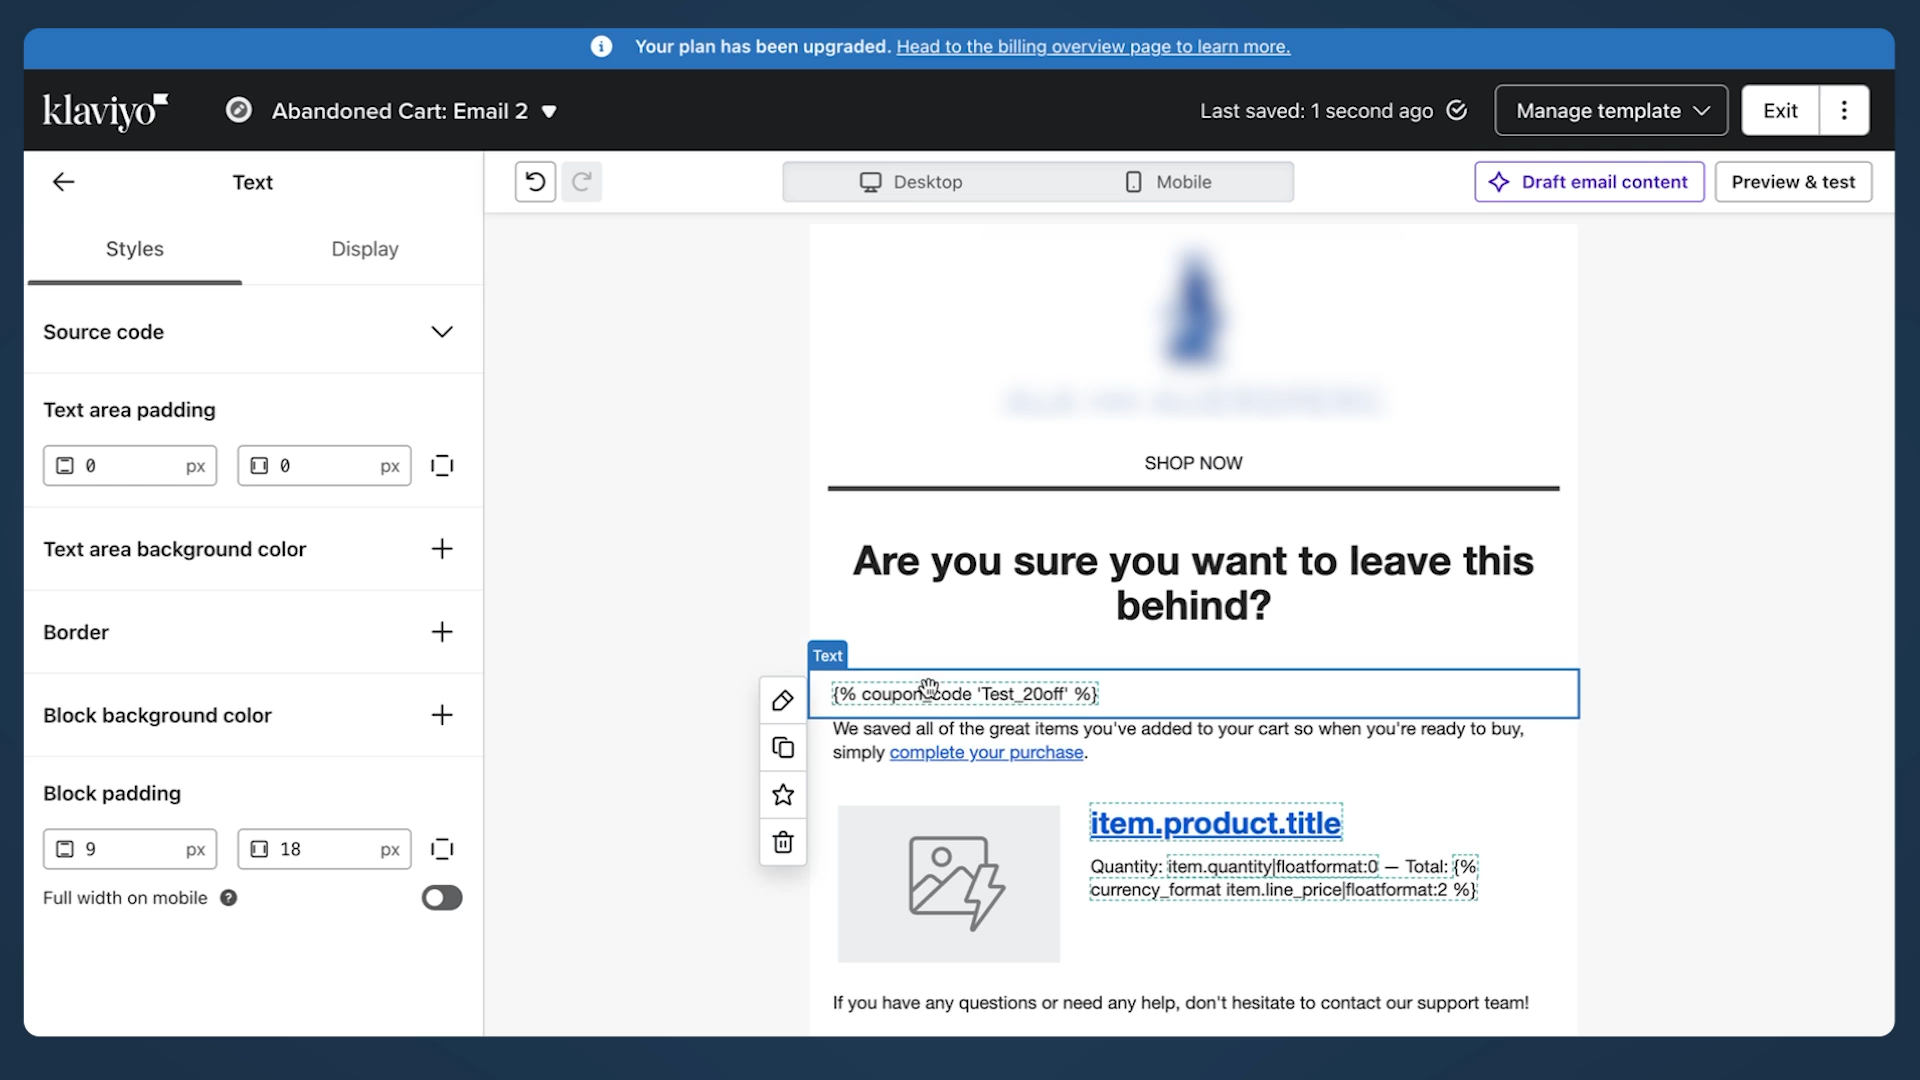 Your plan has been upgraded. Head to the billing overview page to learn more.
klaviyo
Abandoned Cart: Email 2
Last saved: 1 second ago
Manage template
Exit
Text
Desktop
Mobile
Draft email content
Preview & test
Styles
Display
Source code
Text area padding
0 px
0 px
Text area background color
Border
Block background color
Block padding
9 px
18 px
Full width on mobile
SHOP NOW
Are you sure you want to leave this
behind?
Text
{% coupon_code 'Test_20off' %}
We saved all of the great items you've added to your cart so when you're ready to buy,
simply complete your purchase.
item.product.title
Quantity: item.quantity|floatformat:0 — Total: {%
currency_format item.line_price|floatformat:2 %}
If you have any questions or need any help, don't hesitate to contact our support team!